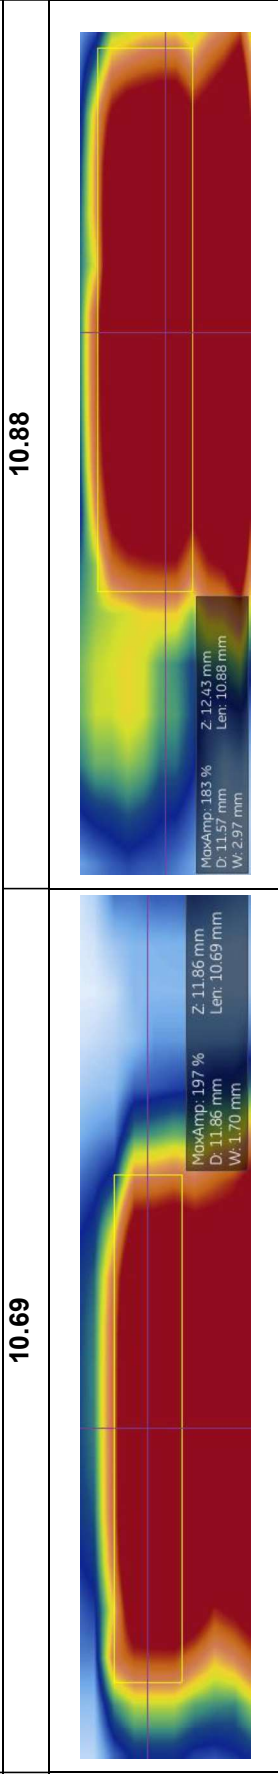 10.88
MaxAmp: 183 % Z: 12.43 mm
D: 11.57 mm Len: 10.88 mm
W: 2.97 mm
10.69
MaxAmp: 197 % Z: 11.86 mm
D: 11.86 mm Len: 10.69 mm
W: 1.70 mm